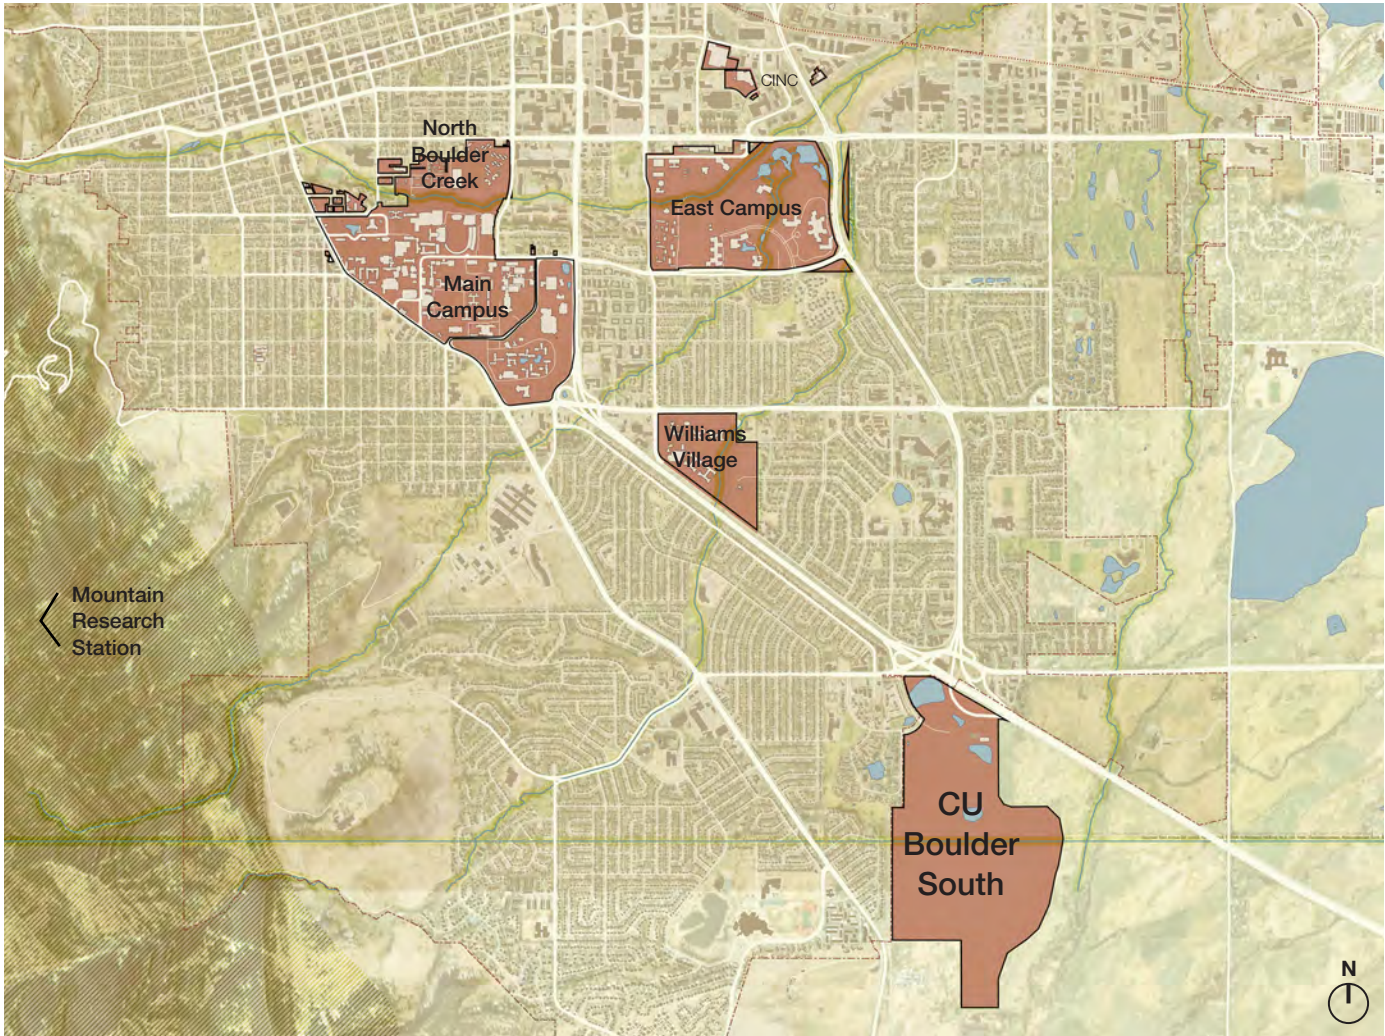 CINC
North
Boulder
Creek
East Campus
Main
Campus
Williams
Village
Mountain
Research
Station
CU
Boulder
South
N